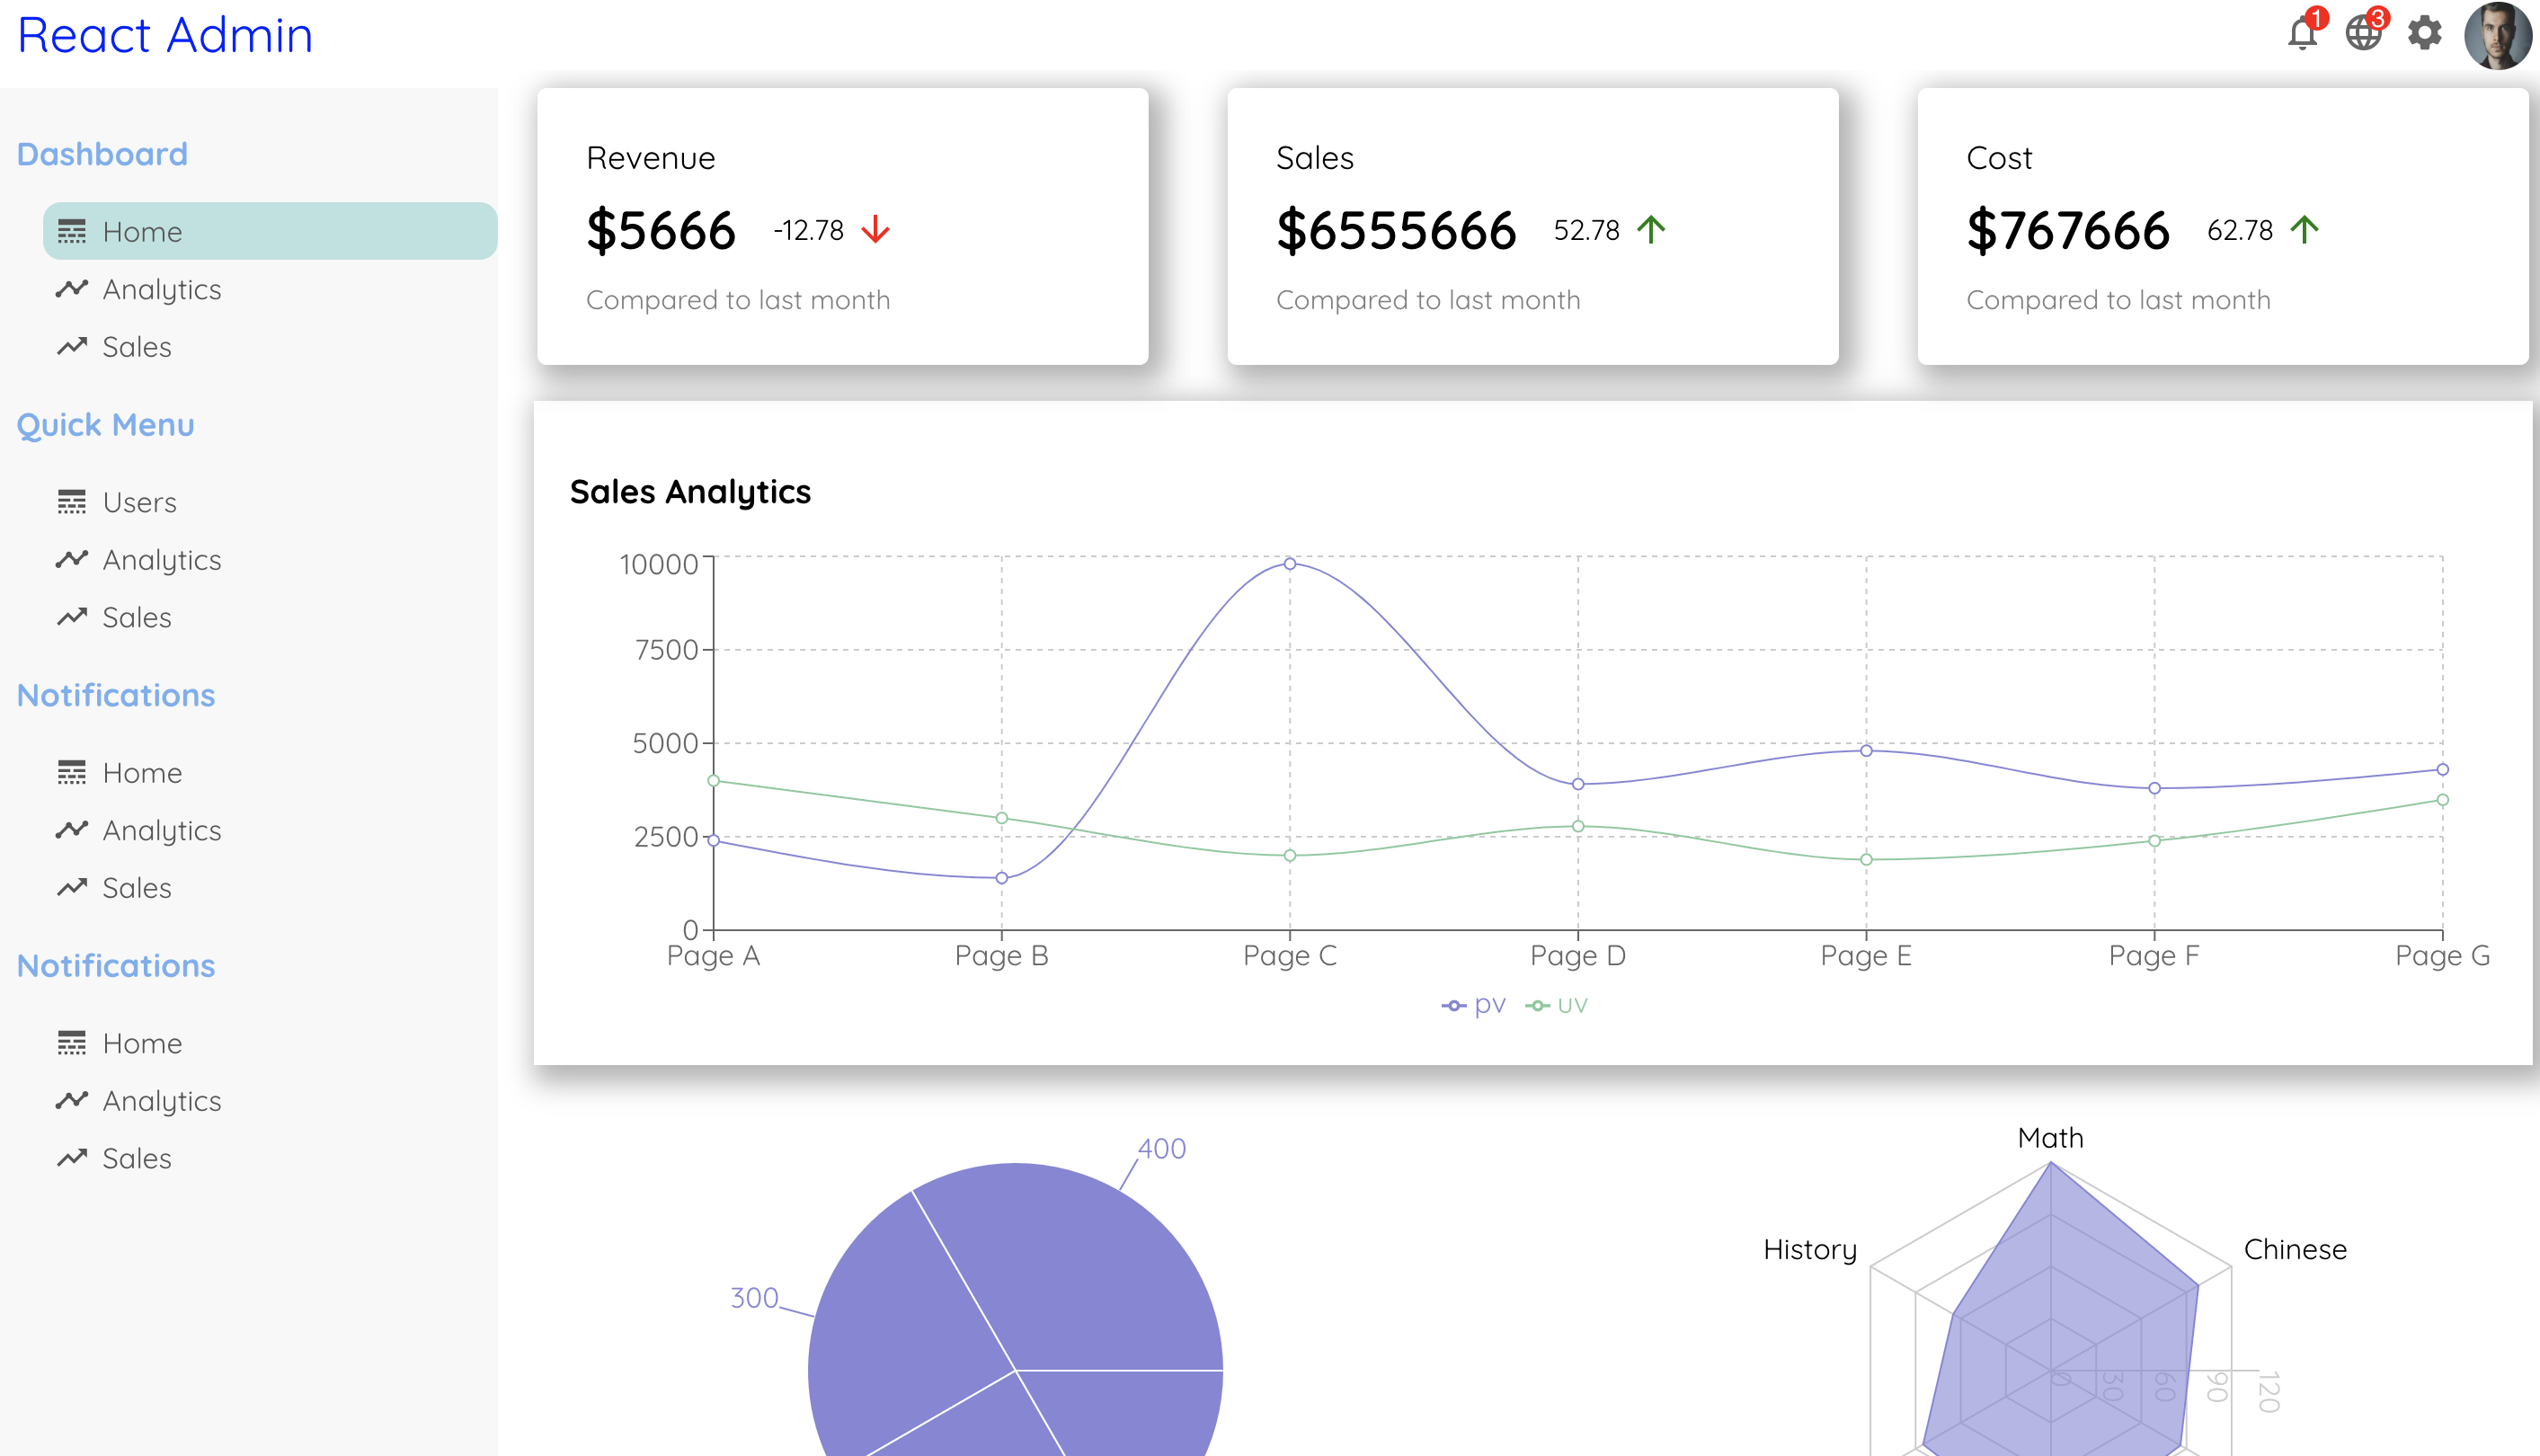 React Admin
1
3
Dashboard
Home
Analytics
Sales
Quick Menu
Users
Analytics
Sales
Notifications
Home
Analytics
Sales
Notifications
Home
Analytics
Sales
Revenue
$5666 -12.78
Compared to last month
Sales
$6555666 52.78
Compared to last month
Cost
$767666 62.78
Compared to last month
Sales Analytics
10000
7500
5000
2500
0
Page A Page B Page C Page D Page E Page F Page G
pv uv
400
300
Math
History
Chinese
0 30 60 90 120